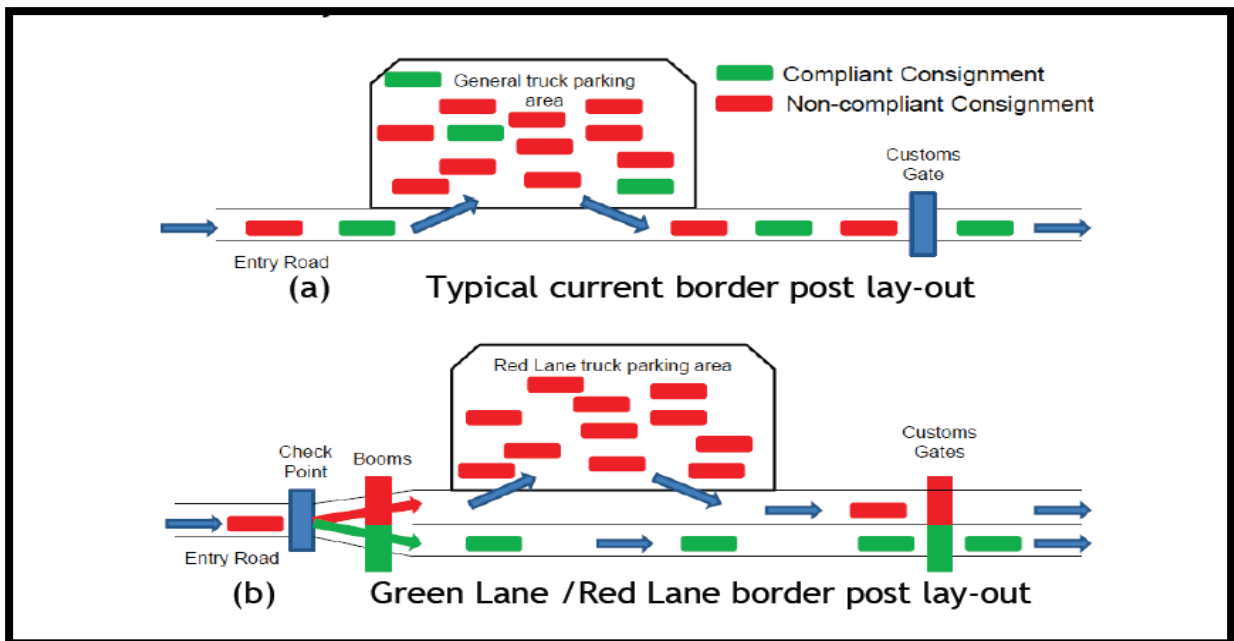 General truck parking
area
Compliant Consignment
Non-compliant Consignment
Customs
Gate
Entry Road
(a) Typical current border post lay-out
Red Lane truck parking area
Check
Point
Booms
Customs
Gates
Entry Road
(b) Green Lane /Red Lane border post lay-out